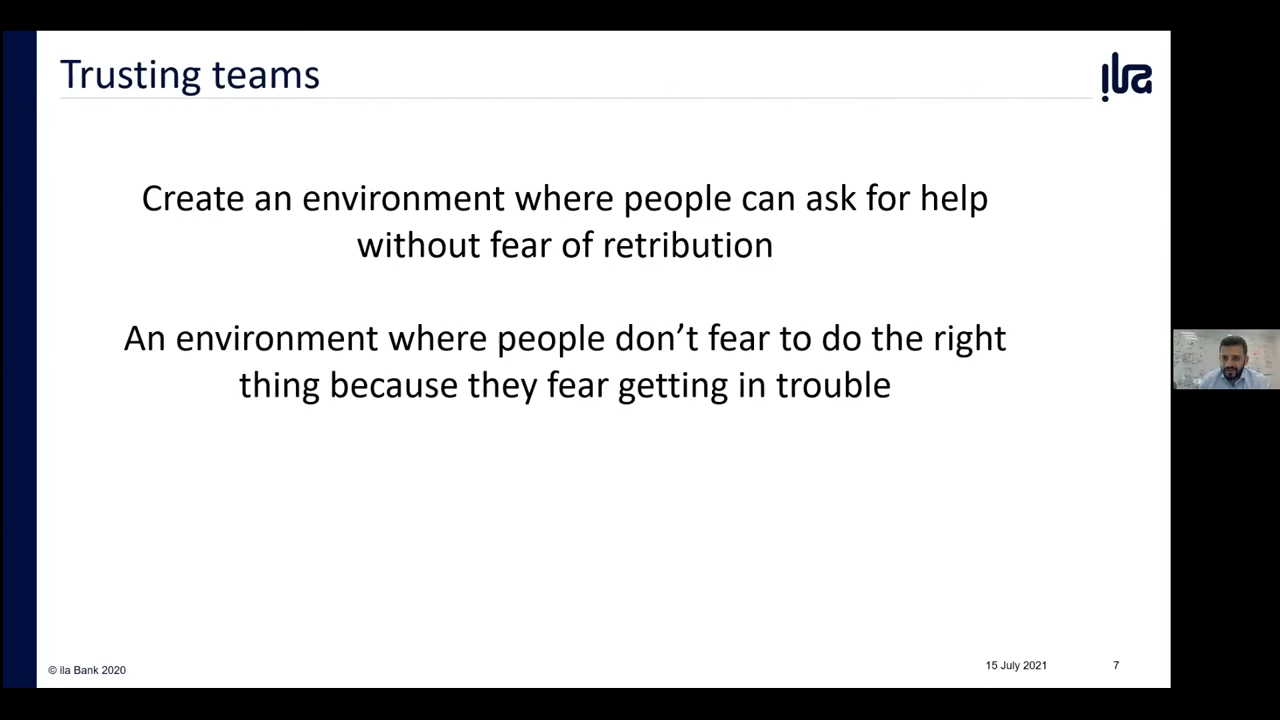 Trusting teams
ila
Create an environment where people can ask for help
without fear of retribution
An environment where people don’t fear to do the right
thing because they fear getting in trouble
© ila Bank 2020
15 July 2021
7